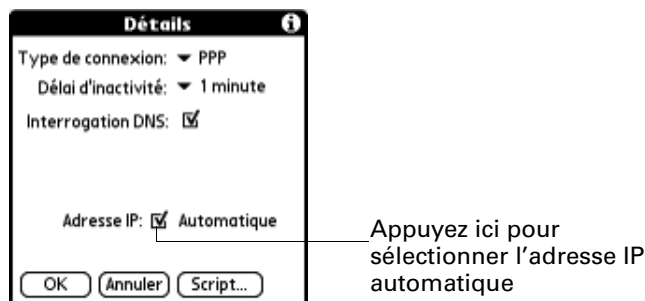 Détails
Type de connexion: PPP
Délai d'inactivité: 1 minute
Interrogation DNS:
Adresse IP: Automatique
OK Annuler Script...
Appuyez ici pour
sélectionner l'adresse IP
automatique